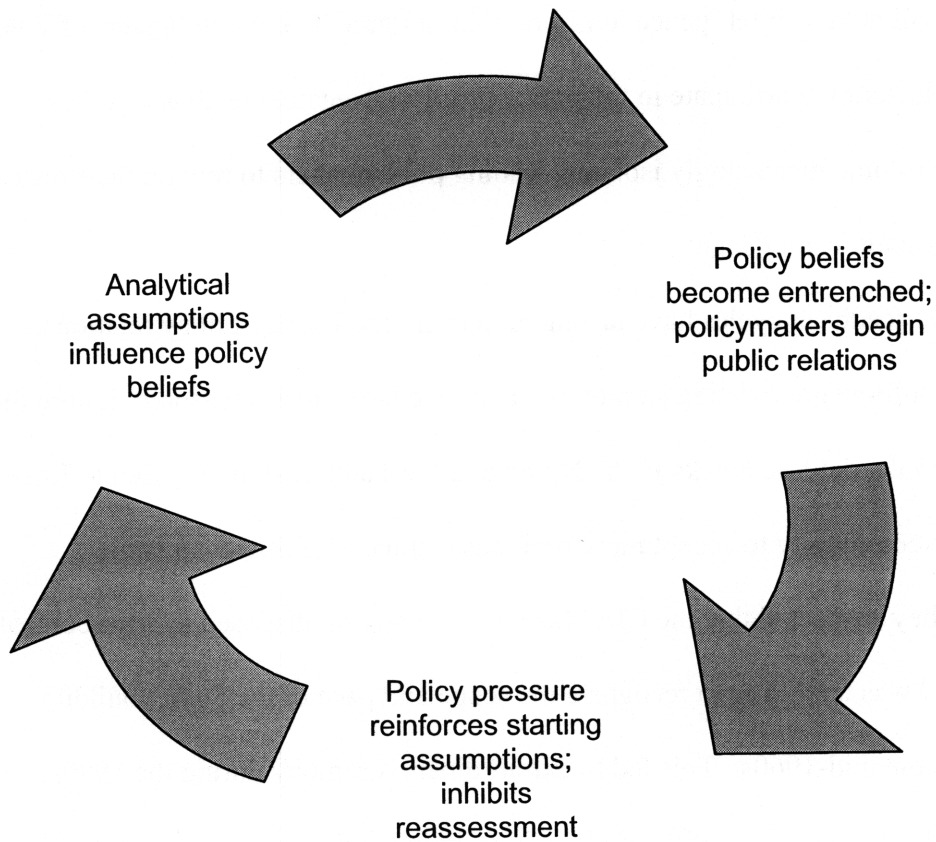 Analytical
assumptions
influence policy
beliefs
Policy beliefs
become entrenched;
policymakers begin
public relations
Policy pressure
reinforces starting
assumptions;
inhibits
reassessment